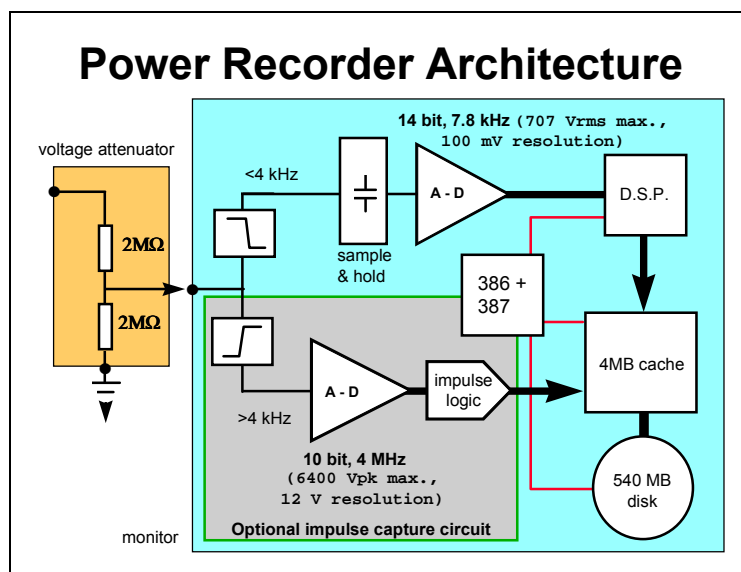 Power Recorder Architecture
14 bit, 7.8 kHz (707 Vrms max.,
100 mV resolution)
voltage attenuator
<4 kHz
A - D
D.S.P.
2MΩ
sample
& hold
386 +
387
2MΩ
4MB cache
A - D
impulse
logic
>4 kHz
10 bit, 4 MHz
(6400 Vpk max.,
12 V resolution)
540 MB
disk
Optional impulse capture circuit
monitor